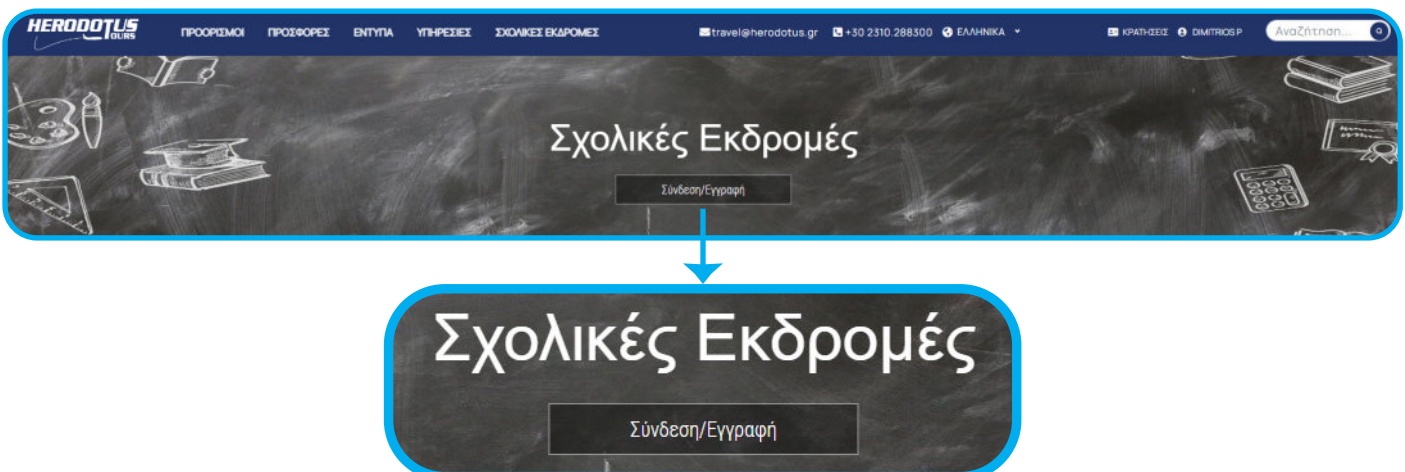 HERODOTUS
TOURS
ΠΡΟΟΡΙΣΜΟΙ ΠΡΟΣΦΟΡΕΣ ΕΝΤΥΠΑ ΥΠΗΡΕΣΙΕΣ ΣΧΟΛΙΚΕΣ ΕΚΔΡΟΜΕΣ travel@herodotus.gr +30 2310.288300 ΕΛΛΗΝΙΚΑ ΚΡΑΤΗΣΕΙΣ DIMITRIOS P Αναζήτηση...
Σχολικές Εκδρομές
Σύνδεση/Εγγραφή
Σχολικές Εκδρομές
Σύνδεση/Εγγραφή